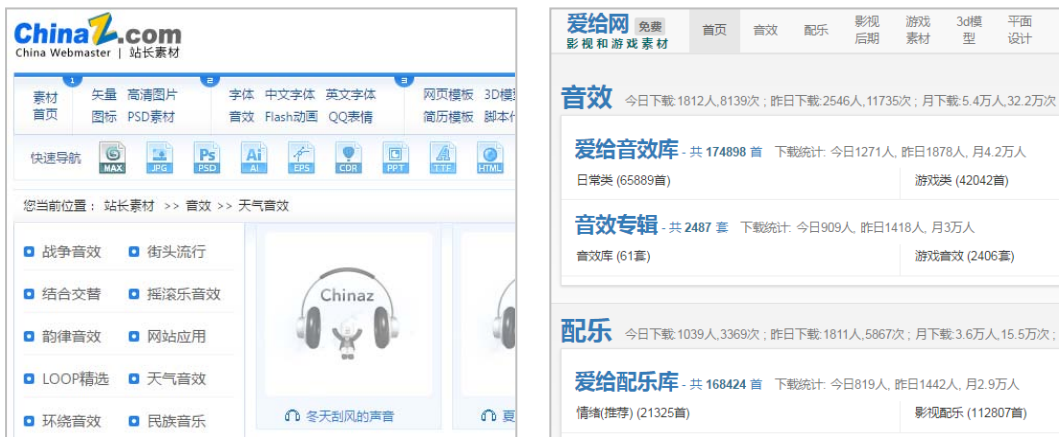 ChinaZ.com
China Webmaster | 站长素材
1
2
3
素材首页
矢量 高清图片
图标 PSD素材
字体 中文字体 英文字体
音效 Flash动画 QQ表情
网页模板 3D模
简历模板 脚本
快速导航
MAX JPG PSD AI EPS CDR PPT TTF HTML
Ps Ai
您当前位置： 站长素材 >> 音效 >> 天气音效
战争音效 街头流行
结合交替 摇滚乐音效
韵律音效 网站应用
LOOP精选 天气音效
环绕音效 民族音乐
Chinaz
冬天刮风的声音
夏
爱给网 免费
影视和游戏素材
首页 音效 配乐 影视后期 游戏素材 3d模型 平面设计
音效 今日下载:1812人,8139次 ; 昨日下载:2546人,11735次 ; 月下载:5.4万人,32.2万次
爱给音效库 - 共 174898 首 下载统计: 今日1271人, 昨日1878人, 月4.2万人
日常类 (65889首) 游戏类 (42042首)
音效专辑 - 共 2487 套 下载统计: 今日909人, 昨日1418人, 月3万人
音效库 (61套) 游戏音效 (2406套)
配乐 今日下载:1039人,3369次 ; 昨日下载:1811人,5867次 ; 月下载:3.6万人,15.5万次 ;
爱给配乐库 - 共 168424 首 下载统计: 今日819人, 昨日1442人, 月2.9万人
情绪(推荐) (21325首) 影视配乐 (112807首)